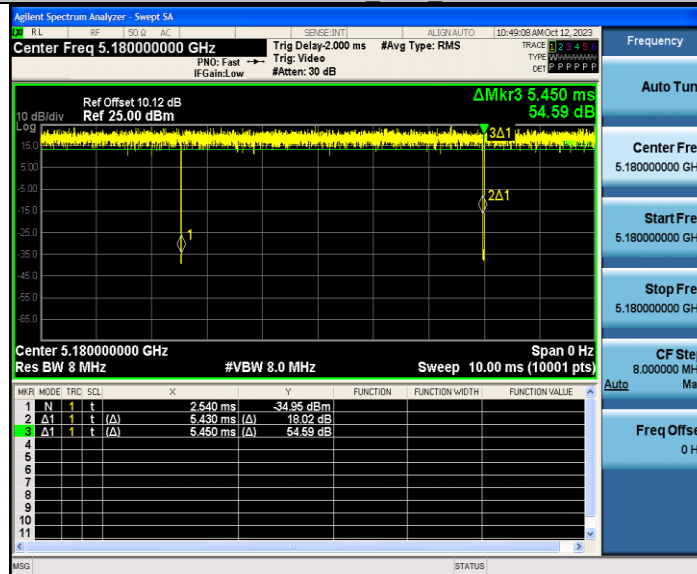 Agilent Spectrum Analyzer - Swept SA
RL RF 50 Ω AC SENSE:INT ALIGN AUTO 10:49:08 AM Oct 12, 2023
Center Freq 5.180000000 GHz
PNO: Fast
IFGain:Low
Trig Delay-2.000 ms
Trig: Video
#Atten: 30 dB
#Avg Type: RMS
TRACE 1 2 3 4 5 6
TYPE WWWWWW
DET P P P P P P
Ref Offset 10.12 dB
10 dB/div Ref 25.00 dBm
Log
ΔMkr3 5.450 ms
54.59 dB
15.0
5.00
-5.00
-15.0
-25.0
-35.0
-45.0
-55.0
-65.0
3Δ1
2Δ1
1
Center 5.180000000 GHz Span 0 Hz
Res BW 8 MHz #VBW 8.0 MHz Sweep 10.00 ms (10001 pts)
MKR MODE TRC SCL X Y FUNCTION FUNCTION WIDTH FUNCTION VALUE
1 N 1 t 2.540 ms -34.95 dBm
2 Δ1 1 t (Δ) 5.430 ms (Δ) 18.02 dB
3 Δ1 1 t (Δ) 5.450 ms (Δ) 54.59 dB
4
5
6
7
8
9
10
11
MSG STATUS
Frequency
Auto Tun
Center Fre
5.180000000 GH
Start Fre
5.180000000 GH
Stop Fre
5.180000000 GH
CF Ste
8.000000 MH
Auto Ma
Freq Offse
0 H